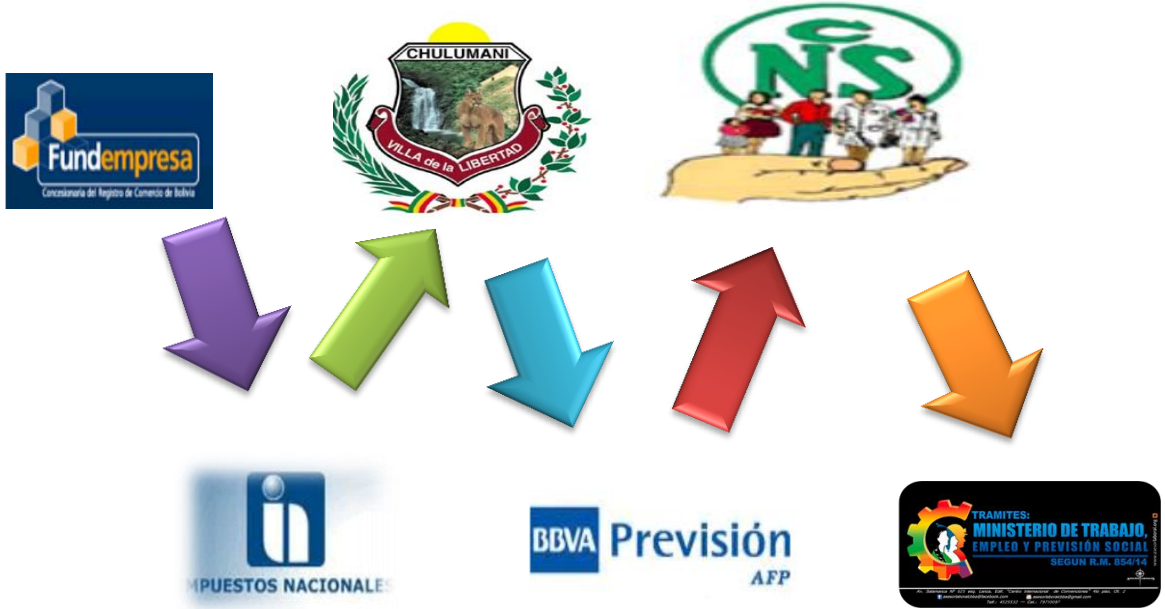 Fundempresa
Concesionaria del Registro de Comercio de Bolivia
CHULUMANI
VILLA de la LIBERTAD
CNS
MPUESTOS NACIONALES
BBVA Previsión
AFP
TRAMITES:
MINISTERIO DE TRABAJO,
EMPLEO Y PREVISIÓN SOCIAL
SEGUN R.M. 854/14